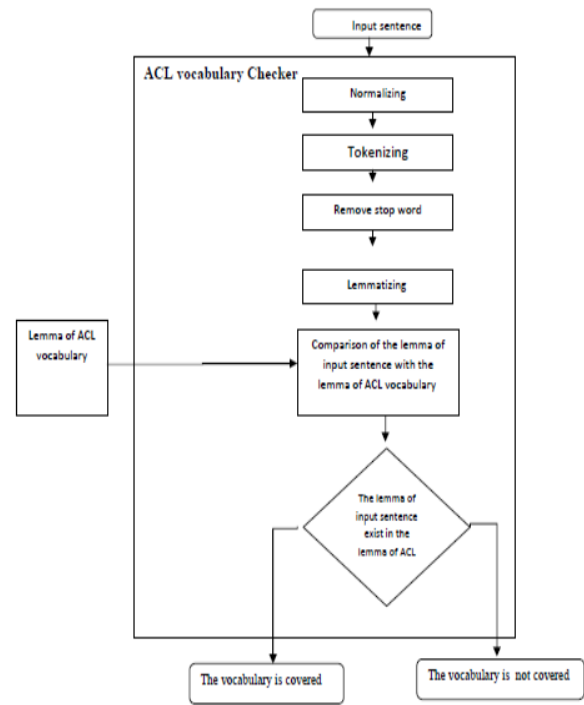 Input sentence
ACL vocabulary Checker
Normalizing
Tokenizing
Remove stop word
Lemmatizing
Lemma of ACL
vocabulary
Comparison of the lemma of
input sentence with the
lemma of ACL vocabulary
The lemma of
input sentence
exist in the
lemma of ACL
The vocabulary is covered
The vocabulary is not covered